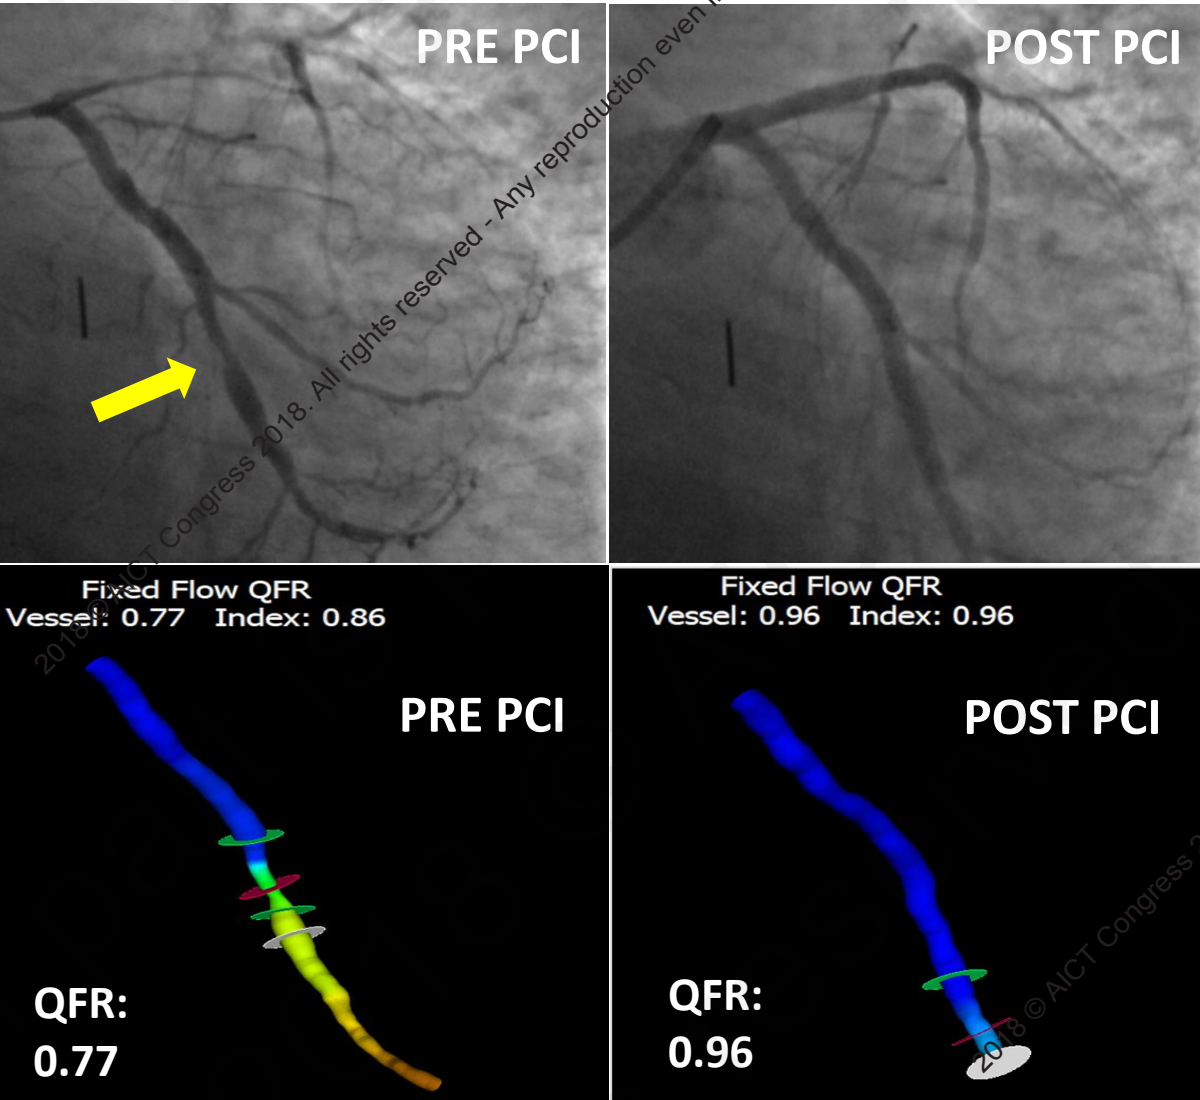 PRE PCI
POST PCI
2018 © AICT Congress 2018. All rights reserved - Any reproduction even
Fixed Flow QFR
Vessel: 0.77 Index: 0.86
PRE PCI
QFR:
0.77
Fixed Flow QFR
Vessel: 0.96 Index: 0.96
POST PCI
QFR:
0.96
2018 © AICT Congress